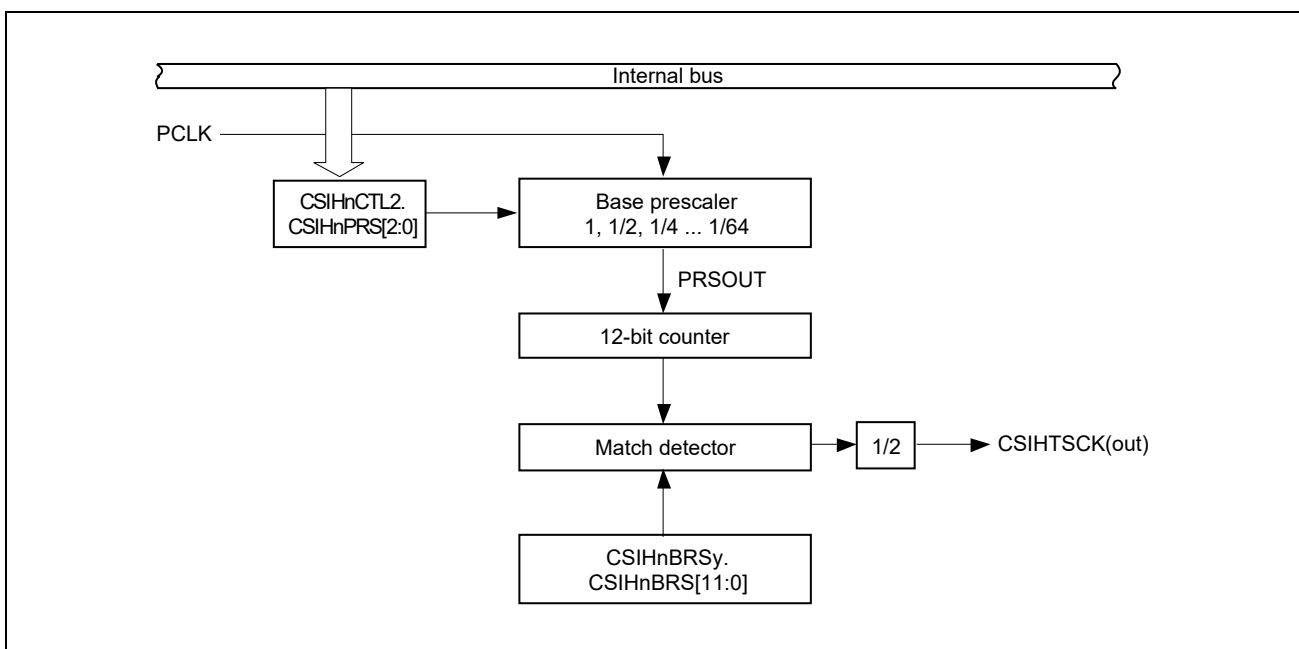 Internal bus
PCLK
CSIHnCTL2.
CSIHnPRS[2:0]
Base prescaler
1, 1/2, 1/4 ... 1/64
PRSOUT
12-bit counter
Match detector
1/2
CSIHTSCK(out)
CSIHnBRSy.
CSIHnBRS[11:0]